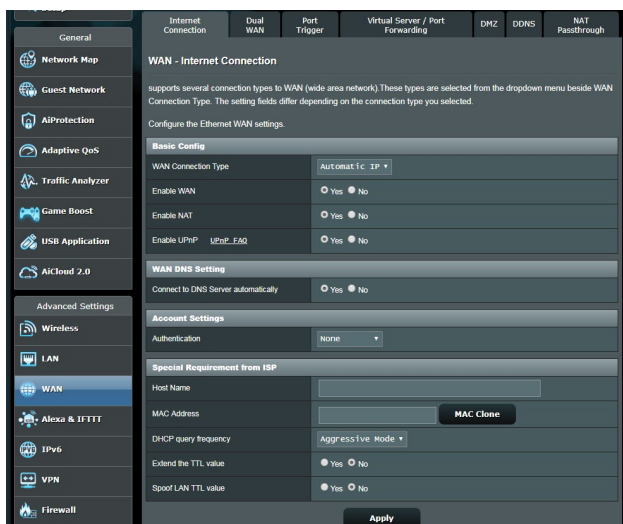 General
Network Map
Guest Network
AiProtection
Adaptive QoS
Traffic Analyzer
Game Boost
USB Application
AiCloud 2.0
Advanced Settings
Wireless
LAN
WAN
Alexa & IFTTT
IPv6
VPN
Firewall
Internet Connection
Dual WAN
Port Trigger
Virtual Server / Port Forwarding
DMZ
DDNS
NAT Passthrough
WAN - Internet Connection
supports several connection types to WAN (wide area network).These types are selected from the dropdown menu beside WAN
Connection Type. The setting fields differ depending on the connection type you selected.
Configure the Ethernet WAN settings.
Basic Config
WAN Connection Type Automatic IP
Enable WAN Yes No
Enable NAT Yes No
Enable UPnP UPnP FAQ Yes No
WAN DNS Setting
Connect to DNS Server automatically Yes No
Account Settings
Authentication None
Special Requirement from ISP
Host Name
MAC Address MAC Clone
DHCP query frequency Aggressive Mode
Extend the TTL value Yes No
Spoof LAN TTL value Yes No
Apply